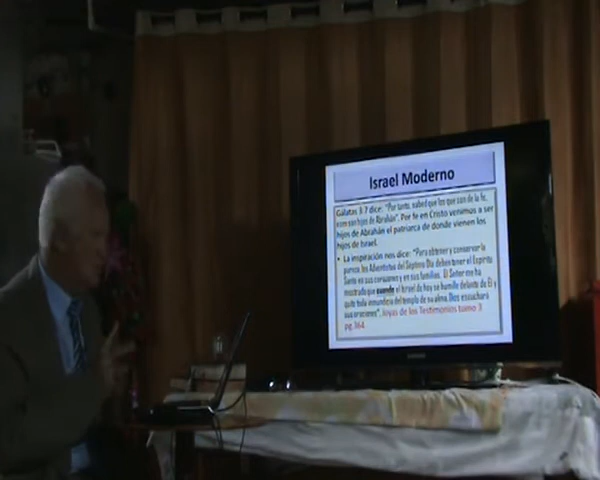 Israel Moderno
Gálatas 3:7 dice: "Por tanto, sabed que los que son de la fe,
éstos son hijos de Abrahán". Por fe en Cristo venimos a ser
hijos de Abrahán el patriarca de donde vienen los
hijos de Israel.
• La inspiración nos dice: "Para obtener y conservar la
pureza, los Adventistas del Séptimo Día deben tener el Espíritu
Santo en sus corazones y en sus familias. El Señor me ha
mostrado que cuando el Israel de hoy se humille delante de Él y
quite toda inmundicia del templo de su alma, Dios escuchará
sus oraciones", Joyas de los Testimonios tomo 3
pg.364
SAMSUNG